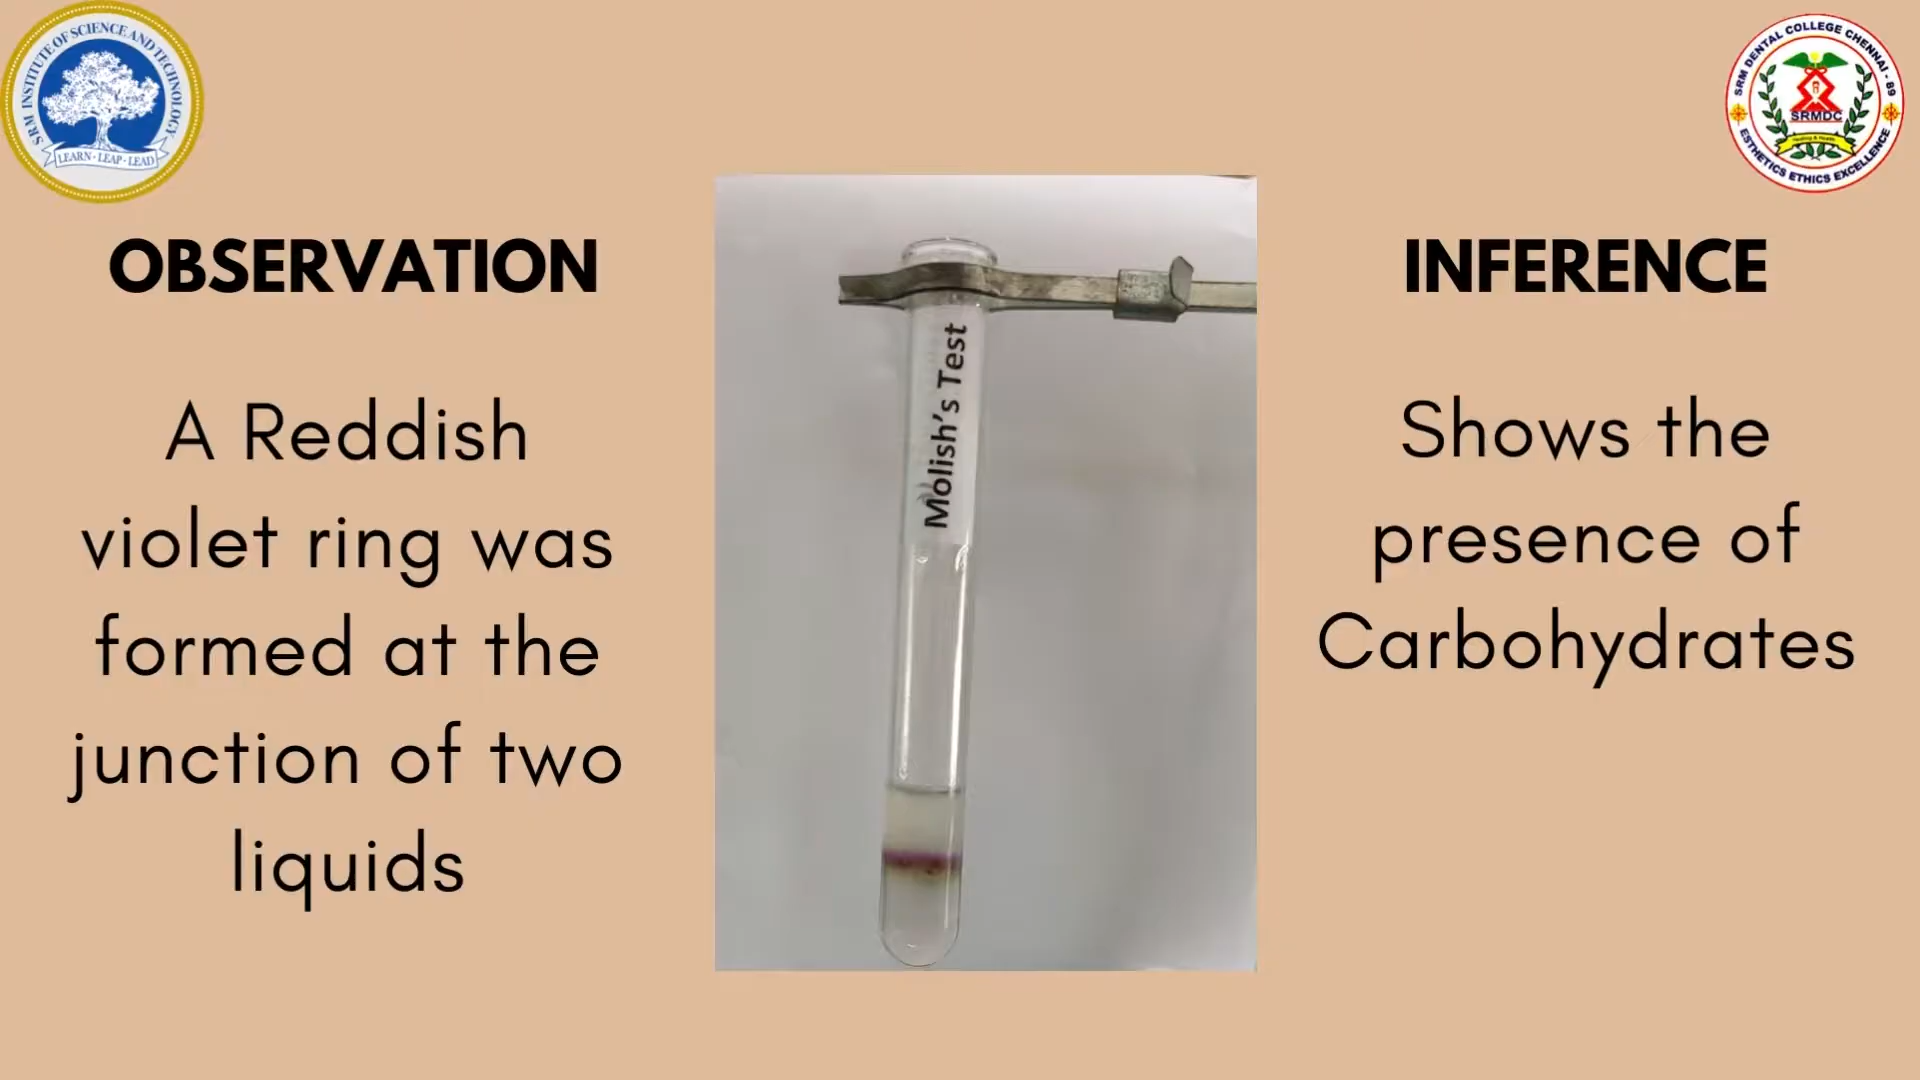 SRM INSTITUTE OF SCIENCE AND TECHNOLOGY
LEARN · LEAP · LEAD
SRM DENTAL COLLEGE CHENNAI - 89
SRMDC
ESTHETICS ETHICS EXCELLENCE
OBSERVATION
A Reddish
violet ring was
formed at the
junction of two
liquids
Molish's Test
INFERENCE
Shows the
presence of
Carbohydrates